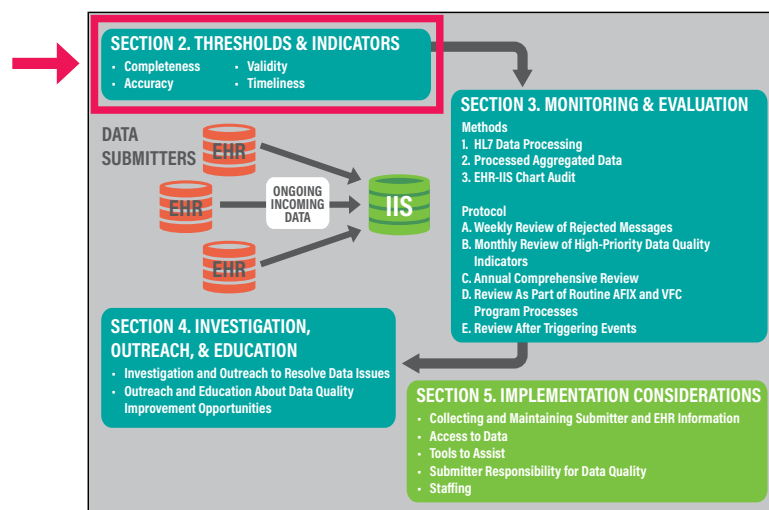 SECTION 2. THRESHOLDS & INDICATORS
• Completeness
• Accuracy
• Validity
• Timeliness
DATA
SUBMITTERS
EHR
EHR
EHR
ONGOING
INCOMING
DATA
IIS
SECTION 3. MONITORING & EVALUATION
Methods
1. HL7 Data Processing
2. Processed Aggregated Data
3. EHR-IIS Chart Audit
Protocol
A. Weekly Review of Rejected Messages
B. Monthly Review of High-Priority Data Quality
Indicators
C. Annual Comprehensive Review
D. Review As Part of Routine AFIX and VFC
Program Processes
E. Review After Triggering Events
SECTION 4. INVESTIGATION,
OUTREACH, & EDUCATION
• Investigation and Outreach to Resolve Data Issues
• Outreach and Education About Data Quality
Improvement Opportunities
SECTION 5. IMPLEMENTATION CONSIDERATIONS
• Collecting and Maintaining Submitter and EHR Information
• Access to Data
• Tools to Assist
• Submitter Responsibility for Data Quality
• Staffing